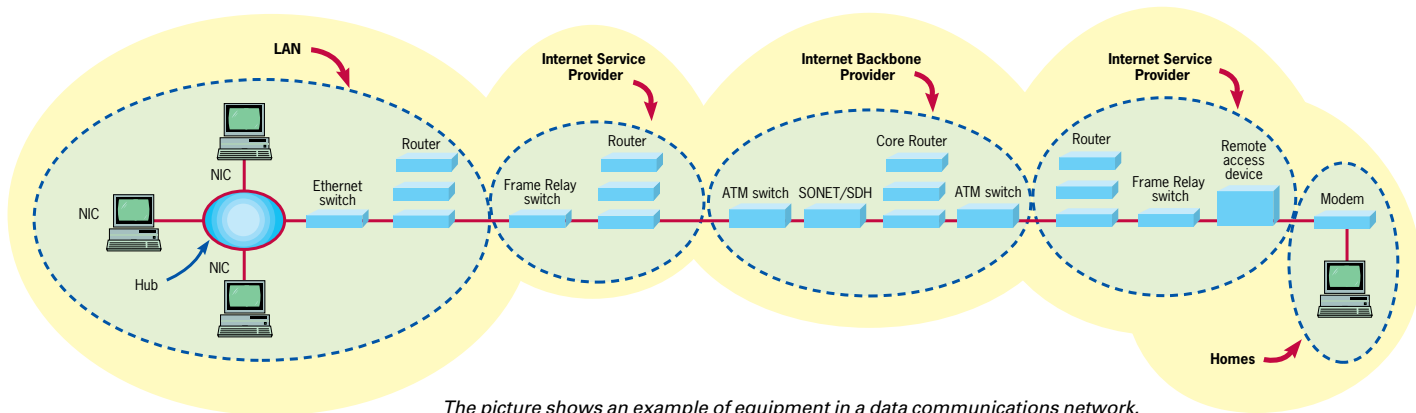 LAN
NIC
NIC
NIC
Hub
Ethernet
switch
Router
Internet Service
Provider
Frame Relay
switch
Router
Internet Backbone
Provider
ATM switch
SONET/SDH
Core Router
ATM switch
Internet Service
Provider
Router
Frame Relay
switch
Remote
access
device
Modem
Homes
The picture shows an example of equipment in a data communications network.